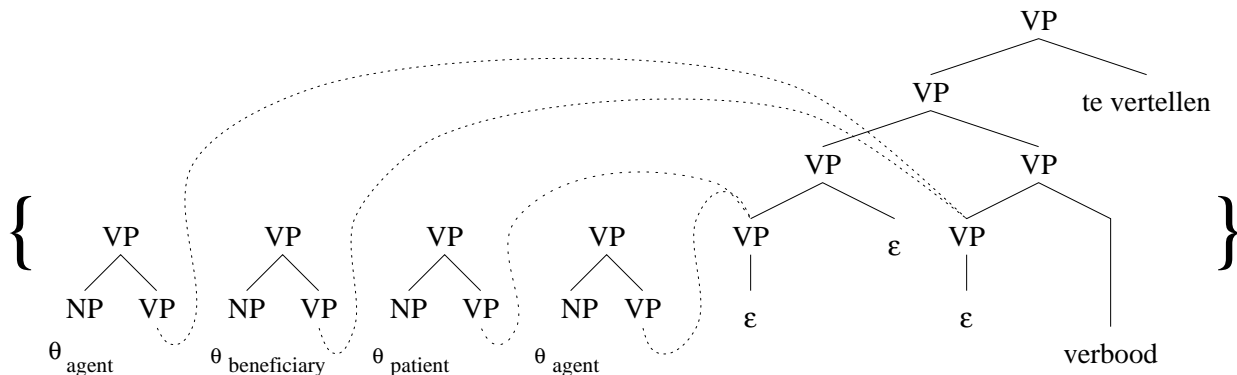 VP
VP te vertellen
VP VP
{ VP VP VP VP VP ε VP }
NP VP NP VP NP VP NP VP ε ε
θ agent θ beneficiary θ patient θ agent verbood